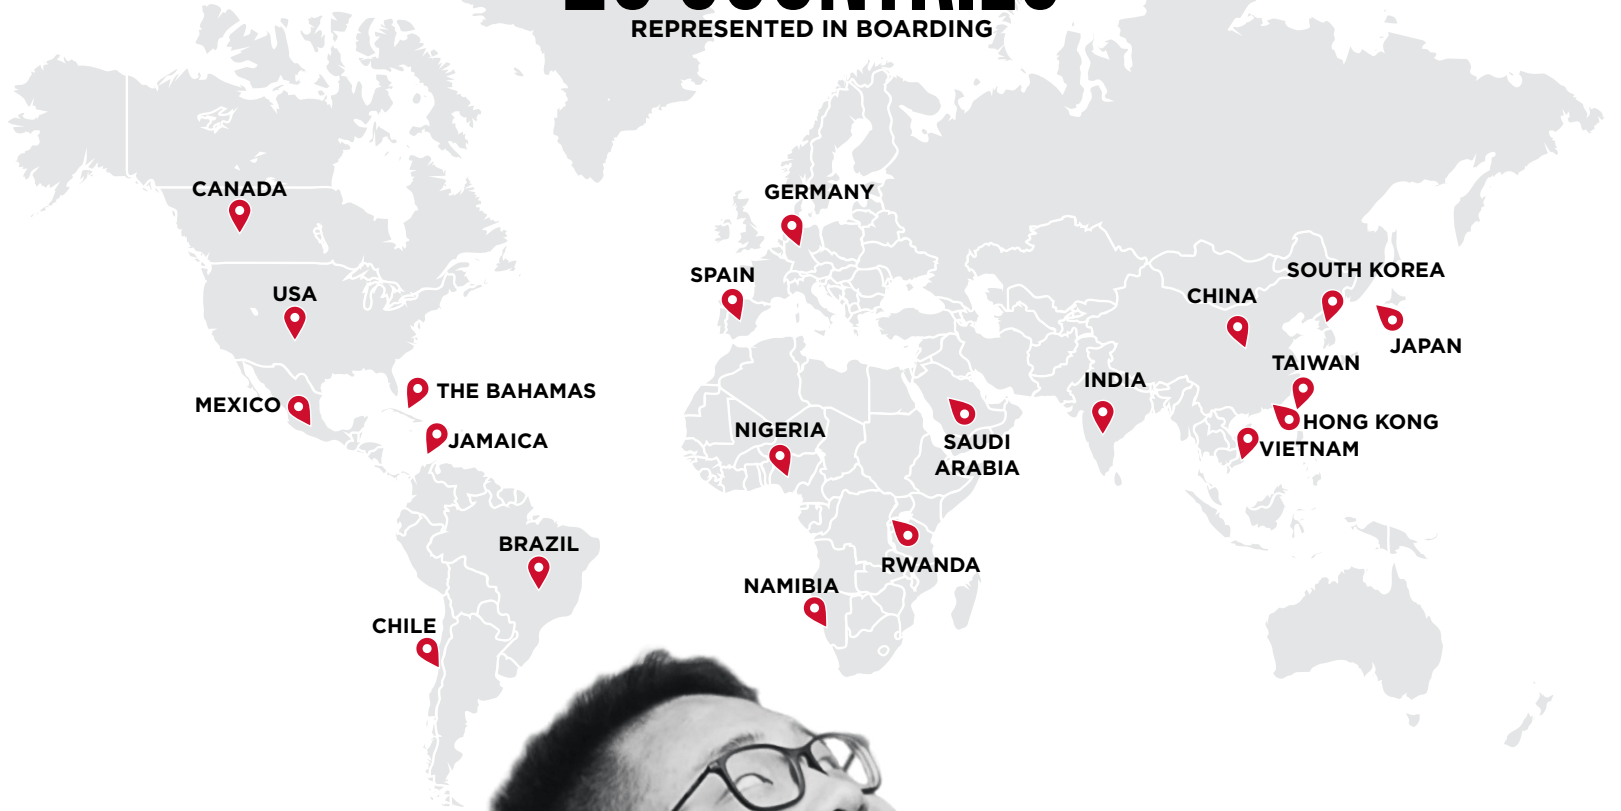 COUNTRIES
REPRESENTED IN BOARDING
CANADA
GERMANY
SPAIN
SOUTH KOREA
USA
CHINA
JAPAN
TAIWAN
INDIA
THE BAHAMAS
MEXICO
HONG KONG
NIGERIA
JAMAICA
SAUDI
ARABIA
VIETNAM
BRAZIL
RWANDA
NAMIBIA
CHILE